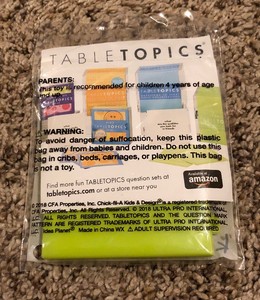 TABLETOPICS
PARENTS:
This toy is recommended for children 4 years of age
and up.
WARNING:
To avoid danger of suffocation, keep this plastic
bag away from babies and children. Do not use this
bag in cribs, beds, carriages, or playpens. This bag
is not a toy.
Find more fun TABLETOPICS question sets at
tabletopics.com or at a store near you
Available at
amazon
© 2018 CFA Properties, Inc. Chick-fil-A Kids & Design® is a registered trademark
CFA Properties, Inc. All Rights Reserved. © 2018 ULTRA PRO INTERNATIONAL
LLC. ALL RIGHTS RESERVED. TABLETOPICS AND THE QUESTION MARK
PATTERN ARE REGISTERED TRADEMARKS OF ULTRA PRO INTERNATIONAL
Kids Planet® Made in China WX ⚠ ADULT SUPERVISION REQUIRED